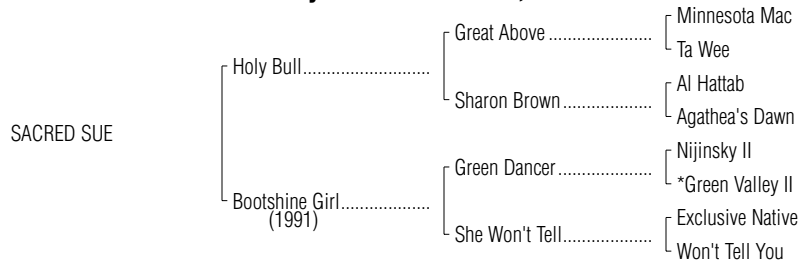 Minnesota Mac
Great Above ....................
Ta Wee
Holy Bull..........................
Al Hattab
Sharon Brown.................
Agathea's Dawn
SACRED SUE
Nijinsky II
Green Dancer..................
*Green Valley II
Bootshine Girl..................
(1991)
Exclusive Native
She Won't Tell.................
Won't Tell You